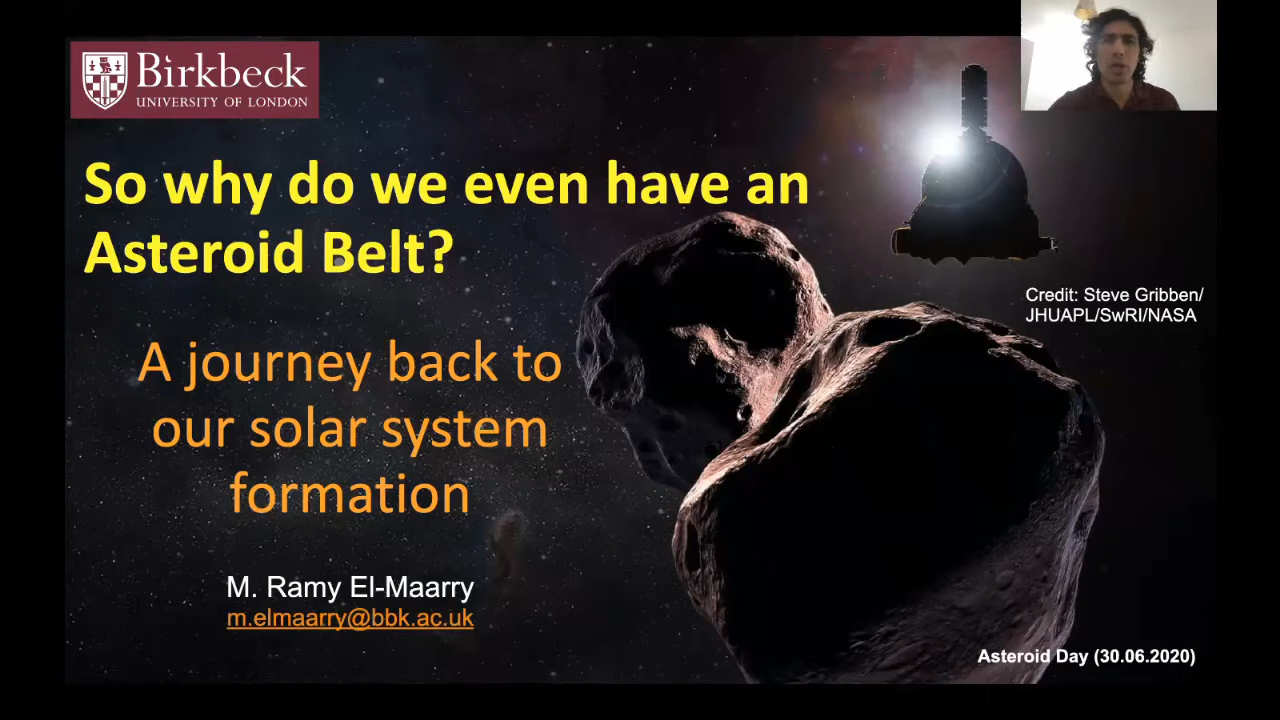 Birkbeck
UNIVERSITY OF LONDON
So why do we even have an
Asteroid Belt?
A journey back to
our solar system
formation
Credit: Steve Gribben/
JHUAPL/SwRI/NASA
M. Ramy El-Maarry
m.elmaarry@bbk.ac.uk
Asteroid Day (30.06.2020)